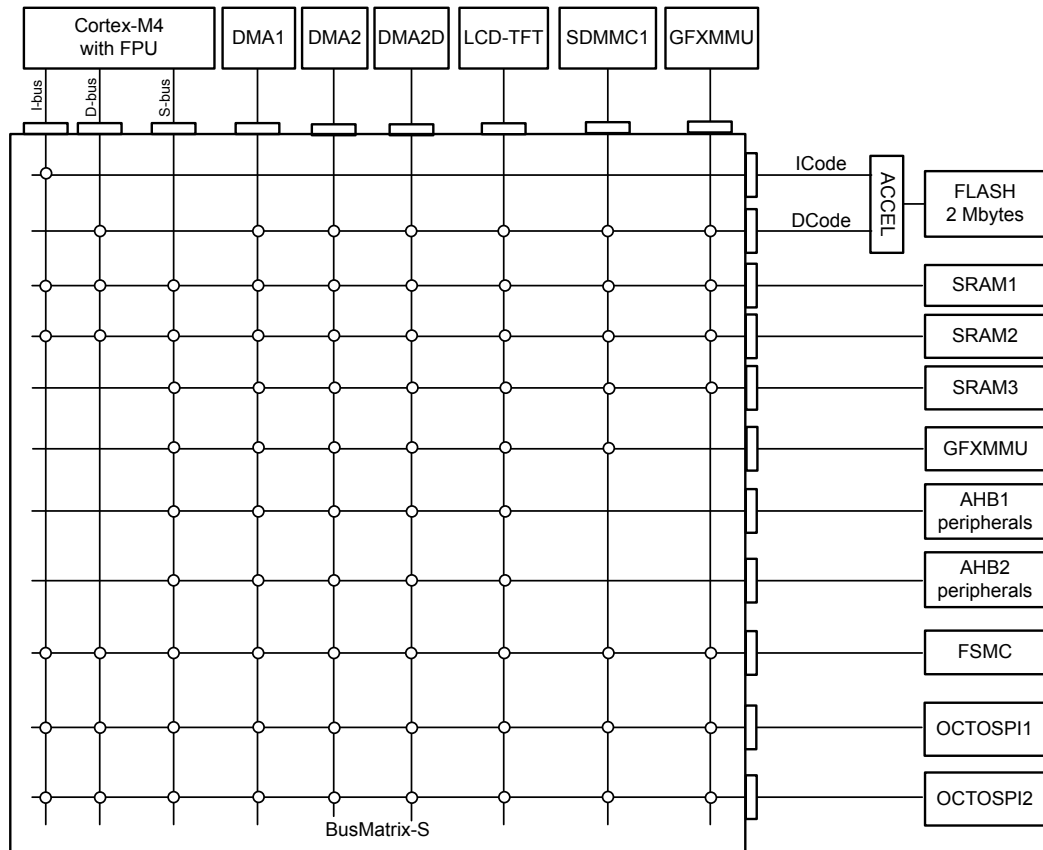 Cortex-M4
with FPU
DMA1
DMA2
DMA2D
LCD-TFT
SDMMC1
GFXMMU
I-bus
D-bus
S-bus
ICode
ACCEL
FLASH
2 Mbytes
DCode
SRAM1
SRAM2
SRAM3
GFXMMU
AHB1
peripherals
AHB2
peripherals
FSMC
OCTOSPI1
OCTOSPI2
BusMatrix-S